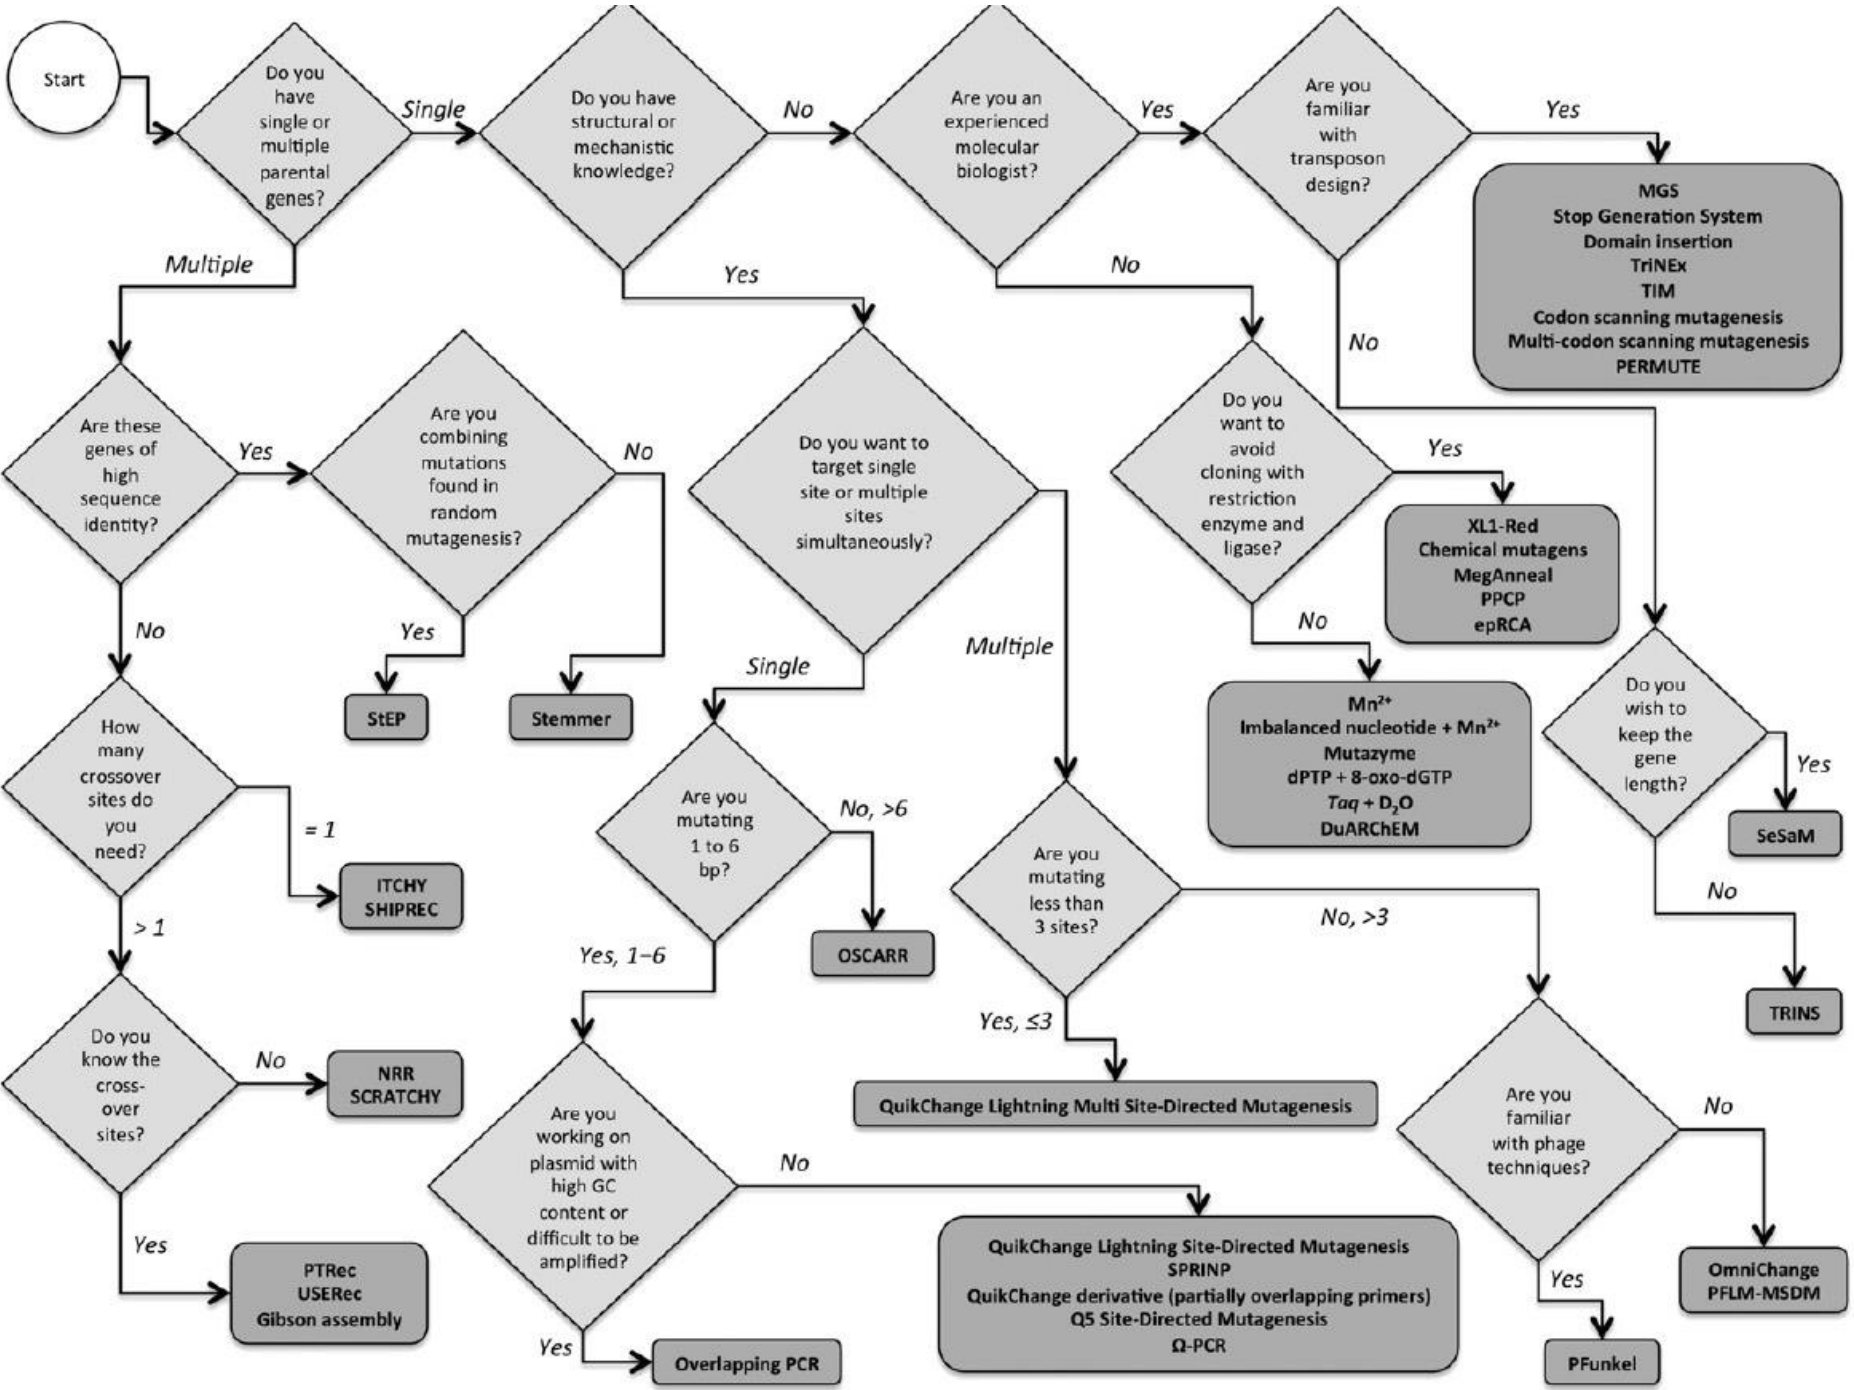 Start
Do you
have
single or
multiple
parental
genes?
Single
Do you have
structural or
mechanistic
knowledge?
No
Are you an
experienced
molecular
biologist?
Yes
Are you
familiar
with
transposon
design?
Yes
MGS
Stop Generation System
Domain insertion
TriNEx
TIM
Codon scanning mutagenesis
Multi-codon scanning mutagenesis
PERMUTE
Multiple
Yes
No
No
Are these
genes of
high
sequence
identity?
Yes
Are you
combining
mutations
found in
random
mutagenesis?
No
Do you want to
target single
site or multiple
sites
simultaneously?
Do you
want to
avoid
cloning with
restriction
enzyme and
ligase?
Yes
XL1-Red
Chemical mutagens
MegAnneal
PPCP
epRCA
No
Yes
StEP
Stemmer
Single
Multiple
No
Mn²⁺
Imbalanced nucleotide + Mn²⁺
Mutazyme
dPTP + 8-oxo-dGTP
Taq + D₂O
DuARChEM
Do you
wish to
keep the
gene
length?
Yes
SeSaM
No
TRINS
How
many
crossover
sites do
you
need?
= 1
ITCHY
SHIPREC
> 1
Are you
mutating
1 to 6
bp?
No, >6
OSCARR
Yes, 1–6
Are you
mutating
less than
3 sites?
No, >3
Yes, ≤3
QuikChange Lightning Multi Site-Directed Mutagenesis
Do you
know the
cross-
over
sites?
No
NRR
SCRATCHY
Yes
PTRec
USERec
Gibson assembly
Are you
working on
plasmid with
high GC
content or
difficult to be
amplified?
No
QuikChange Lightning Site-Directed Mutagenesis
SPRINP
QuikChange derivative (partially overlapping primers)
Q5 Site-Directed Mutagenesis
Ω-PCR
Yes
Overlapping PCR
Are you
familiar
with phage
techniques?
No
OmniChange
PFLM-MSDM
Yes
PFunkel